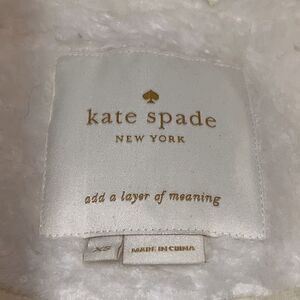 kate spade
NEW YORK
add a layer of meaning
XS
MADE IN CHINA